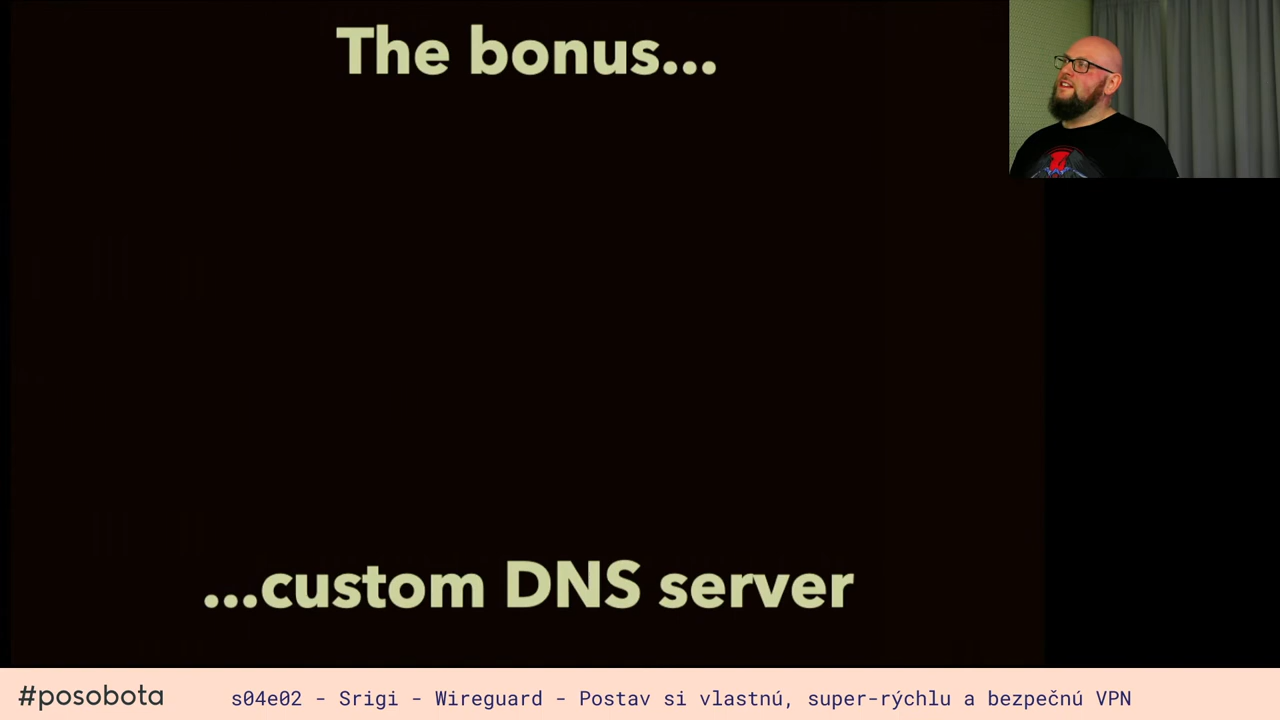 The bonus...
...custom DNS server
#posobota
s04e02 - Srigi - Wireguard - Postav si vlastnú, super-rýchlu a bezpečnú VPN